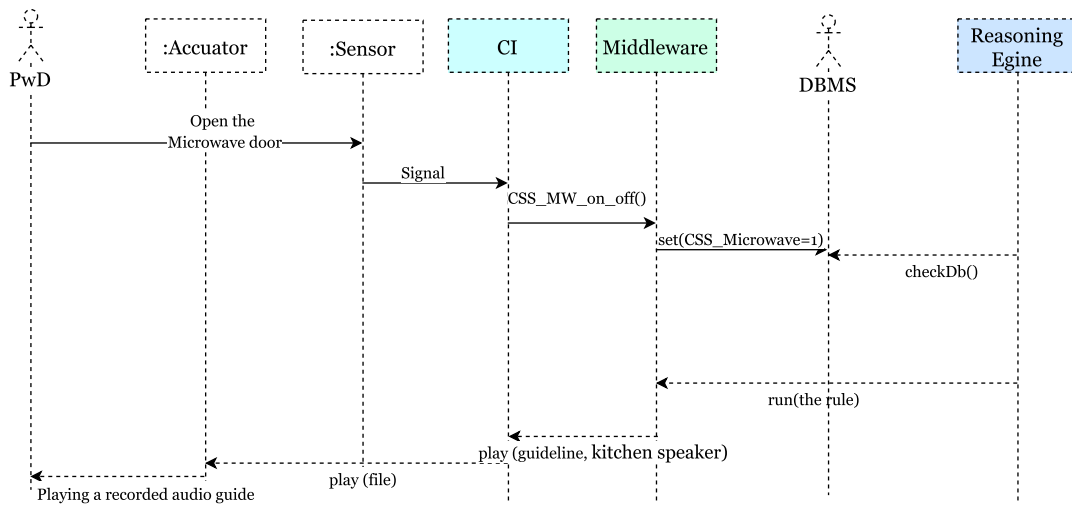 PwD
:Accuator
:Sensor
CI
Middleware
DBMS
Reasoning
Egine
Open the
Microwave door
Signal
CSS_MW_on_off()
set(CSS_Microwave=1)
checkDb()
run(the rule)
play (guideline, kitchen speaker)
play (file)
Playing a recorded audio guide